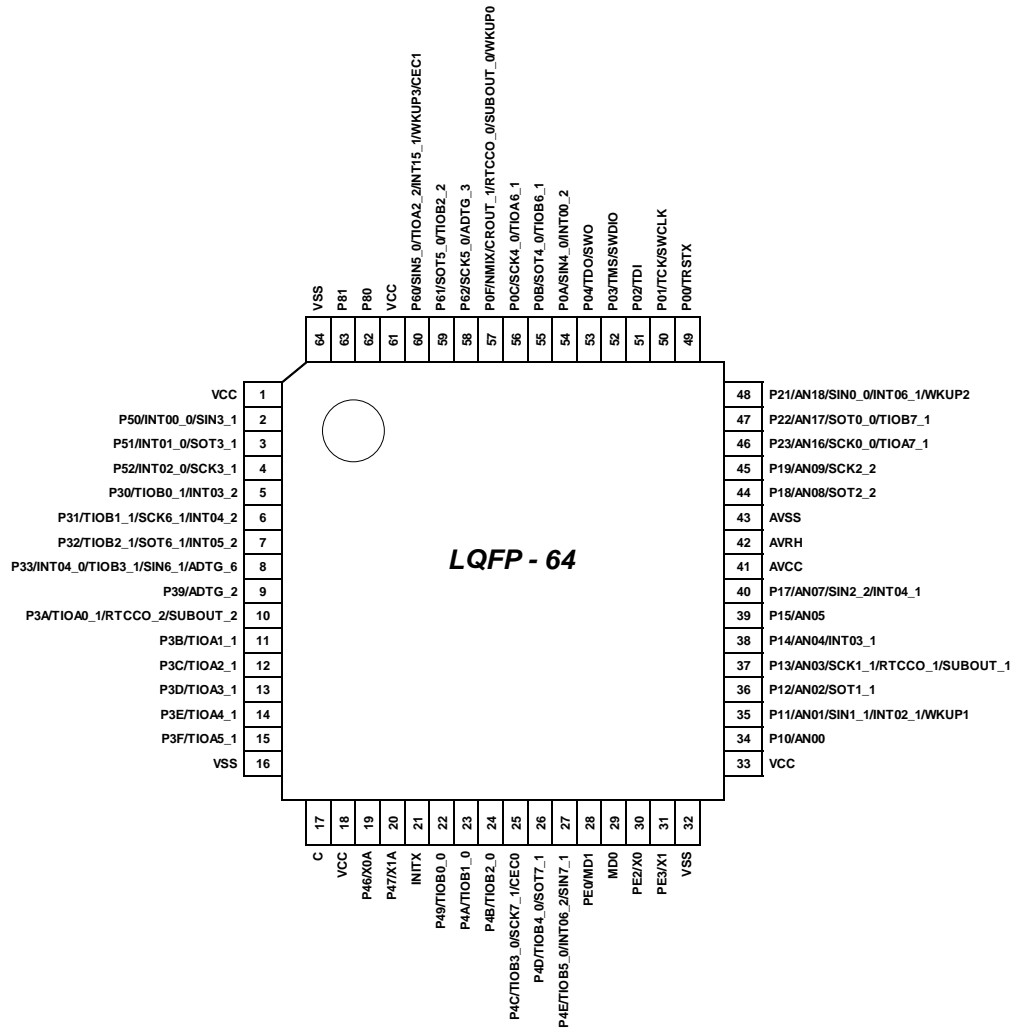 VSS
P81
P80
VCC
P60/SIN5_0/TIOA2_2/INT15_1/WKUP3/CEC1
P61/SOT5_0/TIOB2_2
P62/SCK5_0/ADTG_3
P0F/NMIX/CROUT_1/RTCCO_0/SUBOUT_0/WKUP0
P0C/SCK4_0/TIOA6_1
P0B/SOT4_0/TIOB6_1
P0A/SIN4_0/INT00_2
P04/TDO/SWO
P03/TMS/SWDIO
P02/TDI
P01/TCK/SWCLK
P00/TRSTX
64 63 62 61 60 59 58 57 56 55 54 53 52 51 50 49
VCC 1
P50/INT00_0/SIN3_1 2
P51/INT01_0/SOT3_1 3
P52/INT02_0/SCK3_1 4
P30/TIOB0_1/INT03_2 5
P31/TIOB1_1/SCK6_1/INT04_2 6
P32/TIOB2_1/SOT6_1/INT05_2 7
P33/INT04_0/TIOB3_1/SIN6_1/ADTG_6 8
P39/ADTG_2 9
P3A/TIOA0_1/RTCCO_2/SUBOUT_2 10
P3B/TIOA1_1 11
P3C/TIOA2_1 12
P3D/TIOA3_1 13
P3E/TIOA4_1 14
P3F/TIOA5_1 15
VSS 16
LQFP - 64
48 P21/AN18/SIN0_0/INT06_1/WKUP2
47 P22/AN17/SOT0_0/TIOB7_1
46 P23/AN16/SCK0_0/TIOA7_1
45 P19/AN09/SCK2_2
44 P18/AN08/SOT2_2
43 AVSS
42 AVRH
41 AVCC
40 P17/AN07/SIN2_2/INT04_1
39 P15/AN05
38 P14/AN04/INT03_1
37 P13/AN03/SCK1_1/RTCCO_1/SUBOUT_1
36 P12/AN02/SOT1_1
35 P11/AN01/SIN1_1/INT02_1/WKUP1
34 P10/AN00
33 VCC
17 18 19 20 21 22 23 24 25 26 27 28 29 30 31 32
C
VCC
P46/X0A
P47/X1A
INITX
P49/TIOB0_0
P4A/TIOB1_0
P4B/TIOB2_0
P4C/TIOB3_0/SCK7_1/CEC0
P4D/TIOB4_0/SOT7_1
P4E/TIOB5_0/INT06_2/SIN7_1
PE0/MD1
MD0
PE2/X0
PE3/X1
VSS